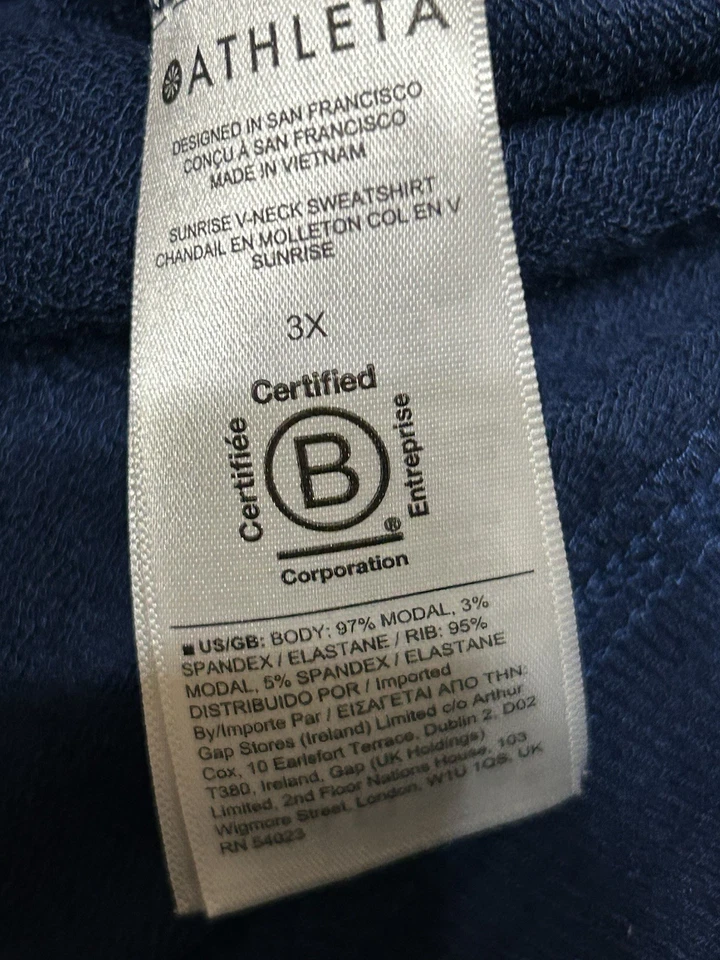 ATHLETA
DESIGNED IN SAN FRANCISCO
CONÇU À SAN FRANCISCO
MADE IN VIETNAM
SUNRISE V-NECK SWEATSHIRT
CHANDAIL EN MOLLETON COL EN V
SUNRISE
3X
Certified
Certifiée
B
Entreprise
®
Corporation
■ US/GB: BODY: 97% MODAL, 3%
SPANDEX / ELASTANE / RIB: 95%
MODAL, 5% SPANDEX / ELASTANE
DISTRIBUIDO POR / Imported
By/Importe Par / ΕΙΣΑΓΕΤΑΙ ΑΠΟ ΤΗΝ:
Gap Stores (Ireland) Limited c/o Arthur
Cox, 10 Earlsfort Terrace, Dublin 2, D02
T380, Ireland, Gap (UK Holdings)
Limited, 2nd Floor Nations House, 103
Wigmore Street, London, W1U 1QS, UK
RN 54023